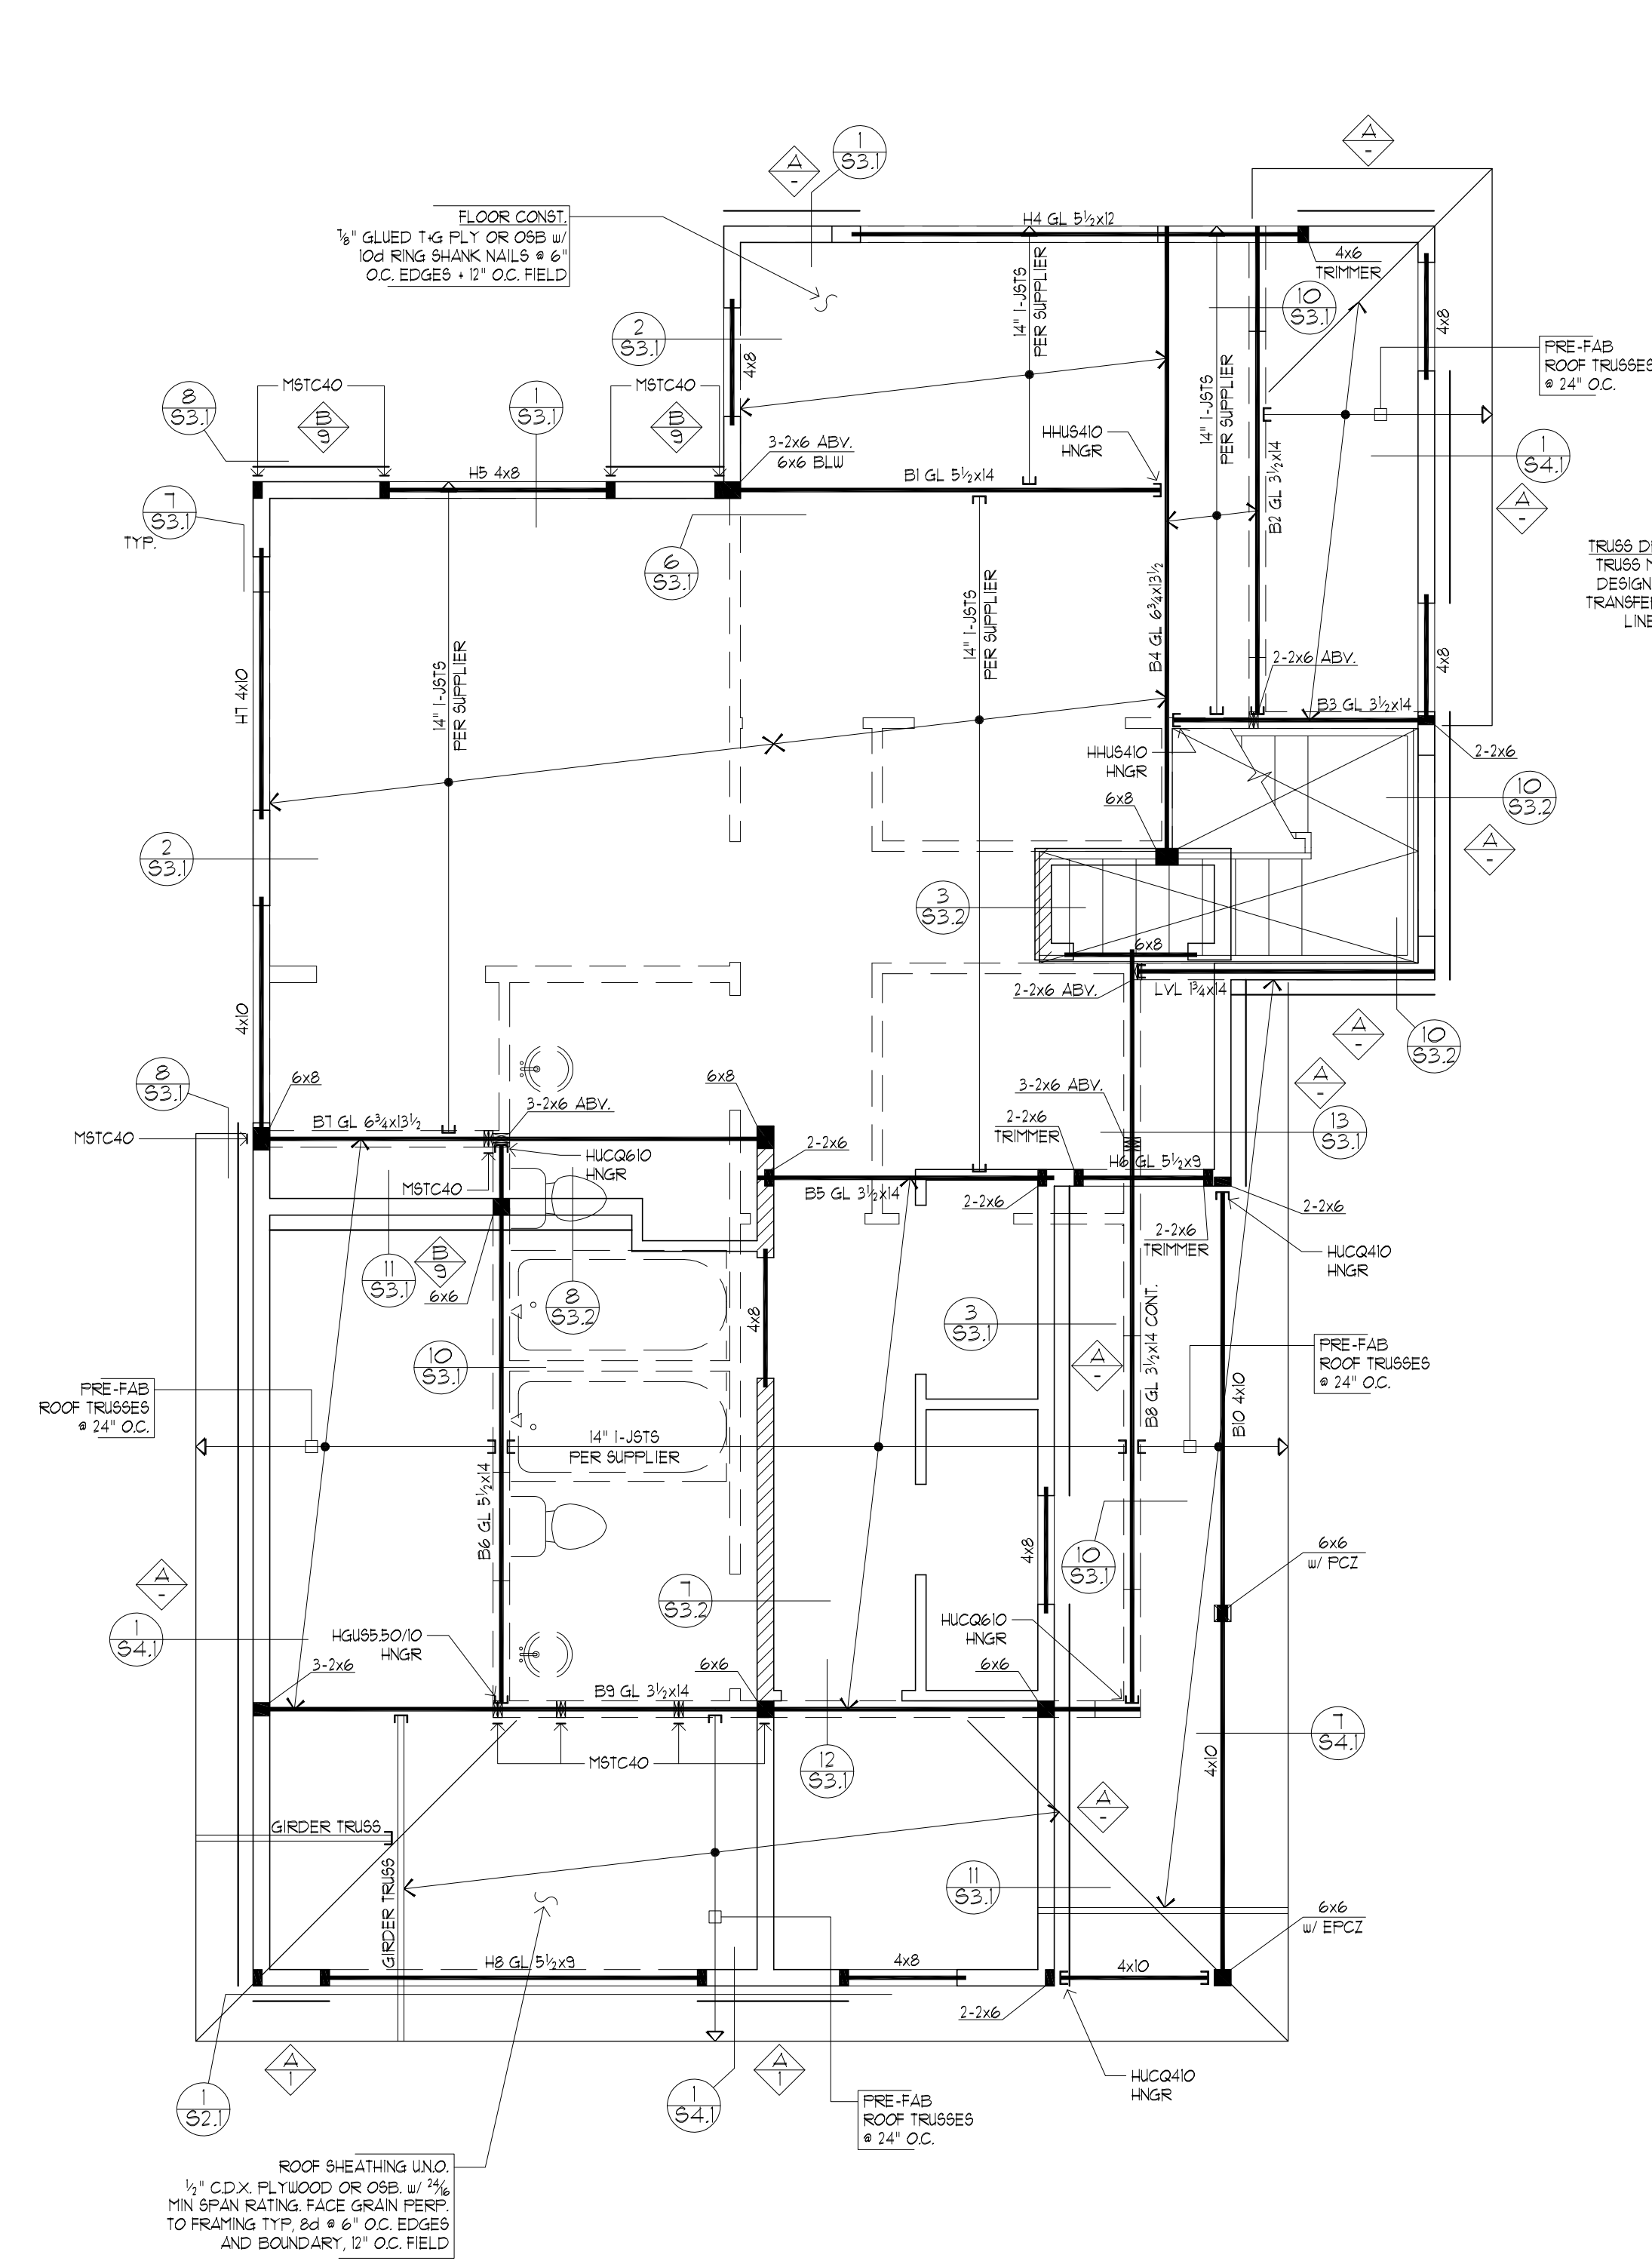 A
-
1
S3.1
A
-
FLOOR CONST.
7/8" GLUED T+G PLY OR OSB w/
10d RING SHANK NAILS @ 6"
O.C. EDGES + 12" O.C. FIELD
H4 GL 5½x12
4x6
TRIMMER
14" I-JSTS
PER SUPPLIER
10
S3.1
4x8
2
S3.1
4x8
PRE-FAB
ROOF TRUSSES
@ 24" O.C.
8
S3.1
MSTC40
B
9
1
S3.1
MSTC40
B
9
3-2x6 ABV.
6x6 BLW
HHUS410
HNGR
14" I-JSTS
PER SUPPLIER
B2 GL 3½x14
1
S4.1
A
-
H5 4x8
B1 GL 5½x14
7
S3.1
TYP.
6
S3.1
TRUSS
TRUSS
DESIGN
LINE
14" I-JSTS
PER SUPPLIER
14" I-JSTS
PER SUPPLIER
B4 GL 6¾x13½
2-2x6 ABV.
4x8
H7 4x10
B3 GL 3½x14
HHUS410
HNGR
2-2x6
6x8
10
S3.2
A
-
2
S3.1
3
S3.2
6x8
4x10
2-2x6 ABV.
LVL 1¾x14
A
-
10
S3.2
8
S3.1
6x8
6x8
3-2x6 ABV.
3-2x6 ABV.
A
-
2-2x6
TRIMMER
13
S3.1
MSTC40
B7 GL 6¾x13½
2-2x6
HUCQ610
HNGR
H6 GL 5½x9
MSTC40
B5 GL 3½x14
2-2x6
2-2x6
2-2x6
TRIMMER
HUCQ410
HNGR
11
S3.1
B
9
6x6
8
S3.2
4x8
3
S3.1
B8 GL 3½x14 CONT.
10
S3.1
A
-
PRE-FAB
ROOF TRUSSES
@ 24" O.C.
PRE-FAB
ROOF TRUSSES
@ 24" O.C.
B10 4x10
14" I-JSTS
PER SUPPLIER
B6 GL 5½x14
4x8
10
S3.1
6x6
w/ PCZ
A
-
7
S3.2
1
S4.1
HGUS5.50/10
HNGR
HUCQ610
HNGR
3-2x6
6x6
6x6
B9 GL 3½x14
MSTC40
12
S3.1
4x10
7
S4.1
A
-
GIRDER TRUSS
GIRDER TRUSS
11
S3.1
6x6
w/ EPCZ
H8 GL 5½x9
4x8
4x10
2-2x6
A
1
A
1
1
S2.1
1
S4.1
HUCQ410
HNGR
PRE-FAB
ROOF TRUSSES
@ 24" O.C.
ROOF SHEATHING U.N.O.
½" C.D.X. PLYWOOD OR OSB. w/ 24/16
MIN SPAN RATING. FACE GRAIN PERP.
TO FRAMING TYP, 8d @ 6" O.C. EDGES
AND BOUNDARY, 12" O.C. FIELD